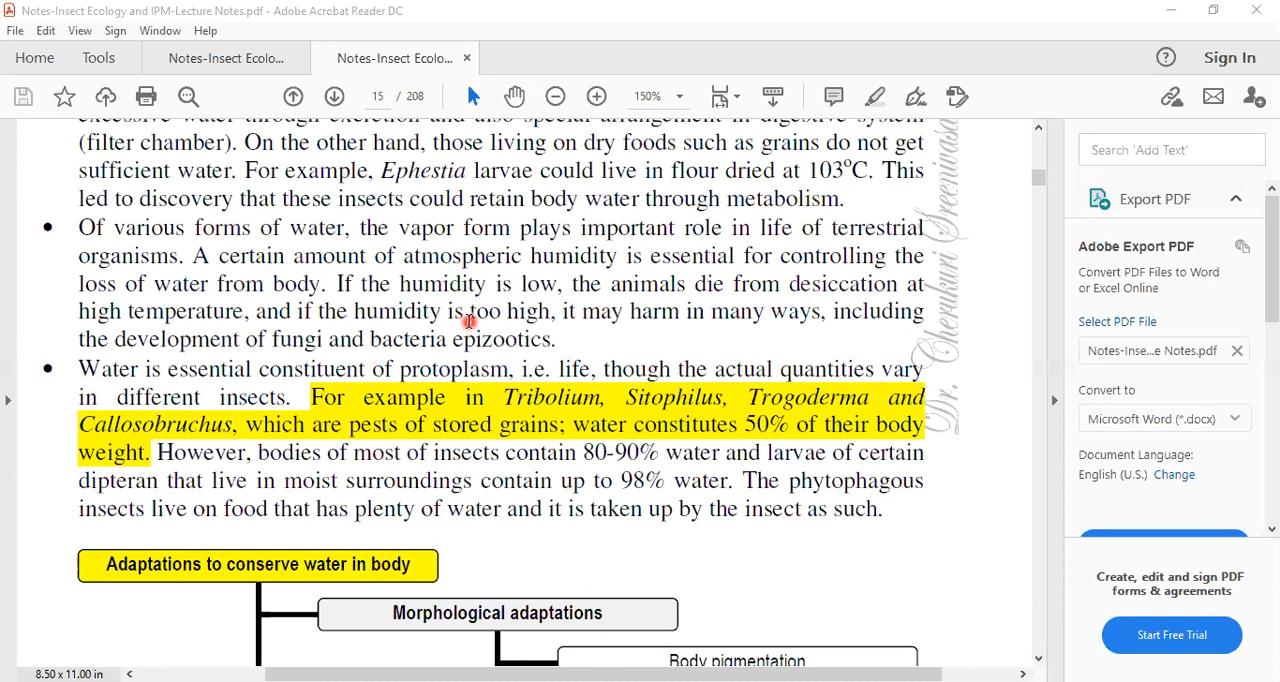 Notes-Insect Ecology and IPM-Lecture Notes.pdf - Adobe Acrobat Reader DC
File Edit View Sign Window Help
Home Tools Notes-Insect Ecolo... Notes-Insect Ecolo... ×
Sign In
15 / 208 150%
excessive water through excretion and also special arrangement in digestive system
(filter chamber). On the other hand, those living on dry foods such as grains do not get
sufficient water. For example, Ephestia larvae could live in flour dried at 103°C. This
led to discovery that these insects could retain body water through metabolism.
• Of various forms of water, the vapor form plays important role in life of terrestrial
organisms. A certain amount of atmospheric humidity is essential for controlling the
loss of water from body. If the humidity is low, the animals die from desiccation at
high temperature, and if the humidity is too high, it may harm in many ways, including
the development of fungi and bacteria epizootics.
• Water is essential constituent of protoplasm, i.e. life, though the actual quantities vary
in different insects. For example in Tribolium, Sitophilus, Trogoderma and
Callosobruchus, which are pests of stored grains; water constitutes 50% of their body
weight. However, bodies of most of insects contain 80-90% water and larvae of certain
dipteran that live in moist surroundings contain up to 98% water. The phytophagous
insects live on food that has plenty of water and it is taken up by the insect as such.
Adaptations to conserve water in body
Morphological adaptations
Body pigmentation
Dr. Chenukuri Sreenivasa
8.50 x 11.00 in
Search 'Add Text'
Export PDF
Adobe Export PDF
Convert PDF Files to Word
or Excel Online
Select PDF File
Notes-Inse...e Notes.pdf
Convert to
Microsoft Word (*.docx)
Document Language:
English (U.S.) Change
Create, edit and sign PDF
forms & agreements
Start Free Trial